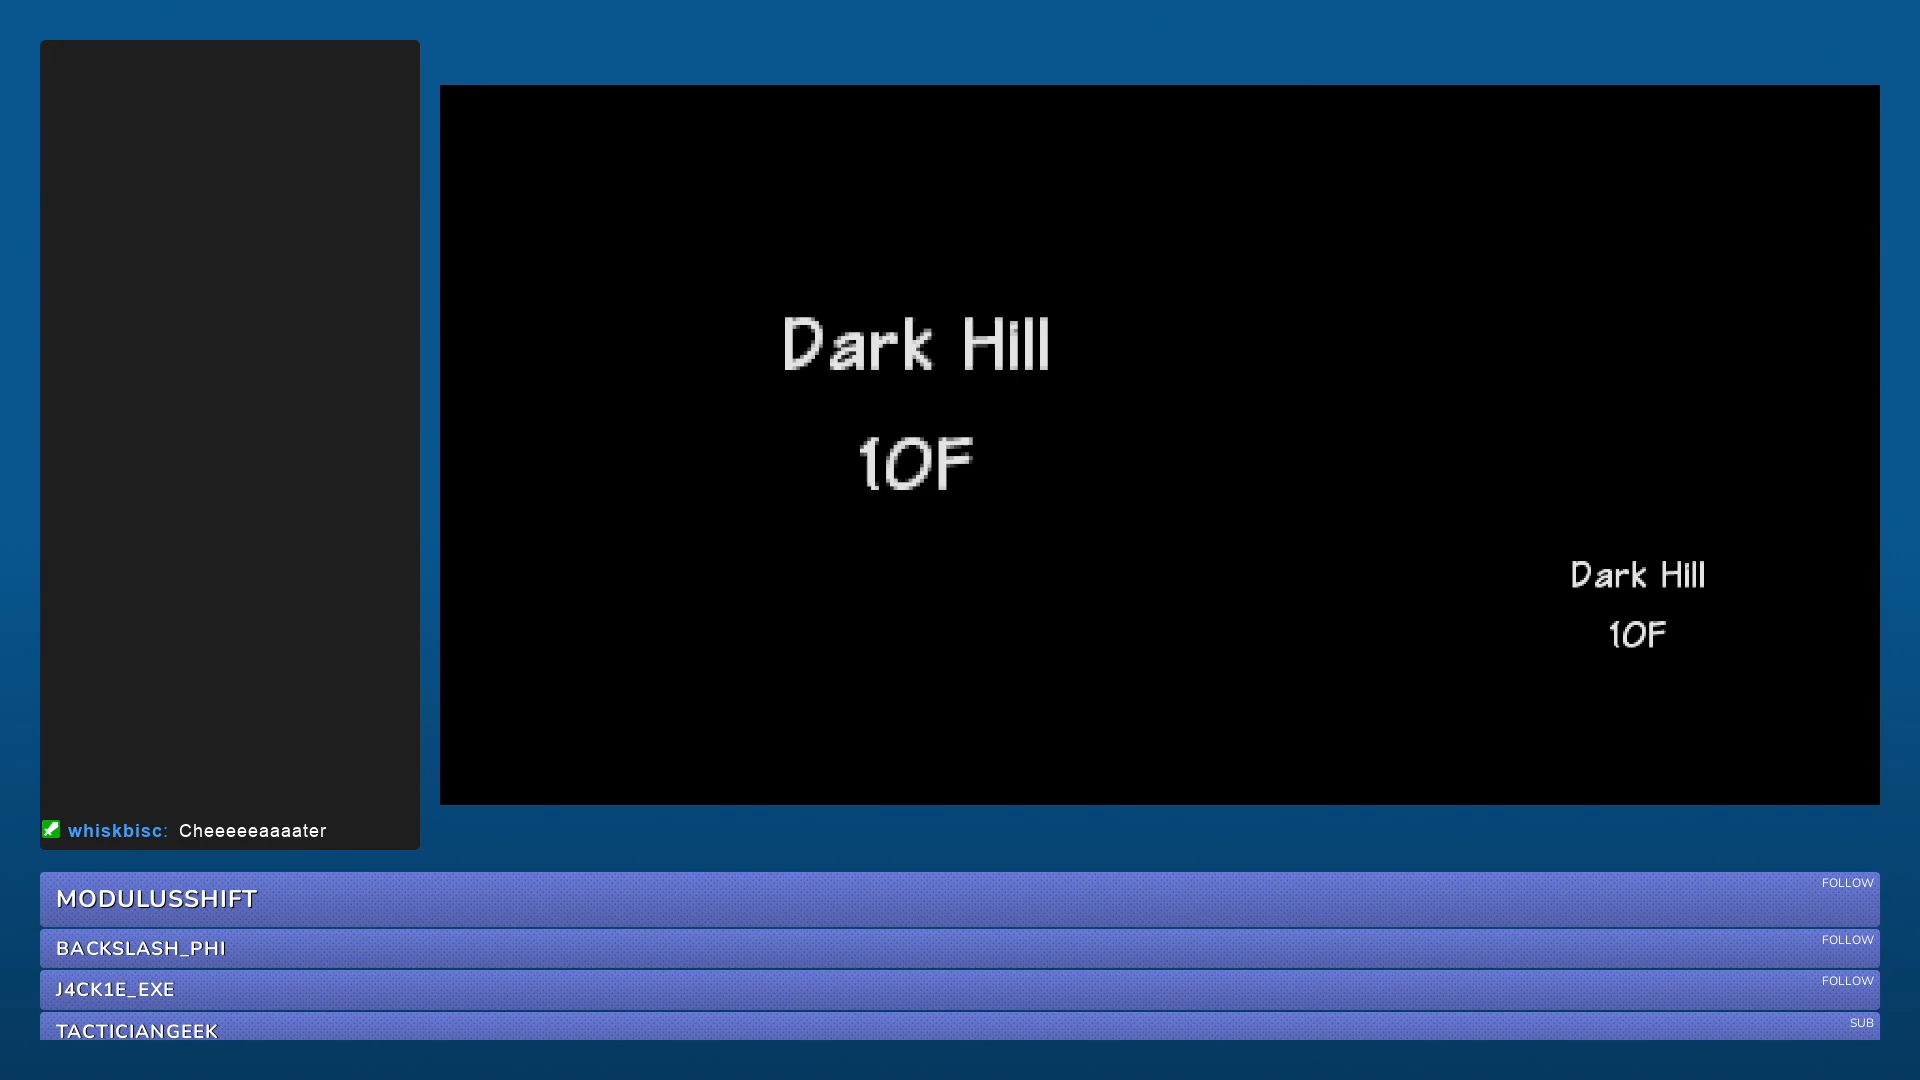 Dark Hill
10F
Dark Hill
10F
whiskbisc: Cheeeeeaaaater
MODULUSSHIFT
FOLLOW
BACKSLASH_PHI
FOLLOW
J4CK1E_EXE
FOLLOW
TACTICIANGEEK
SUB